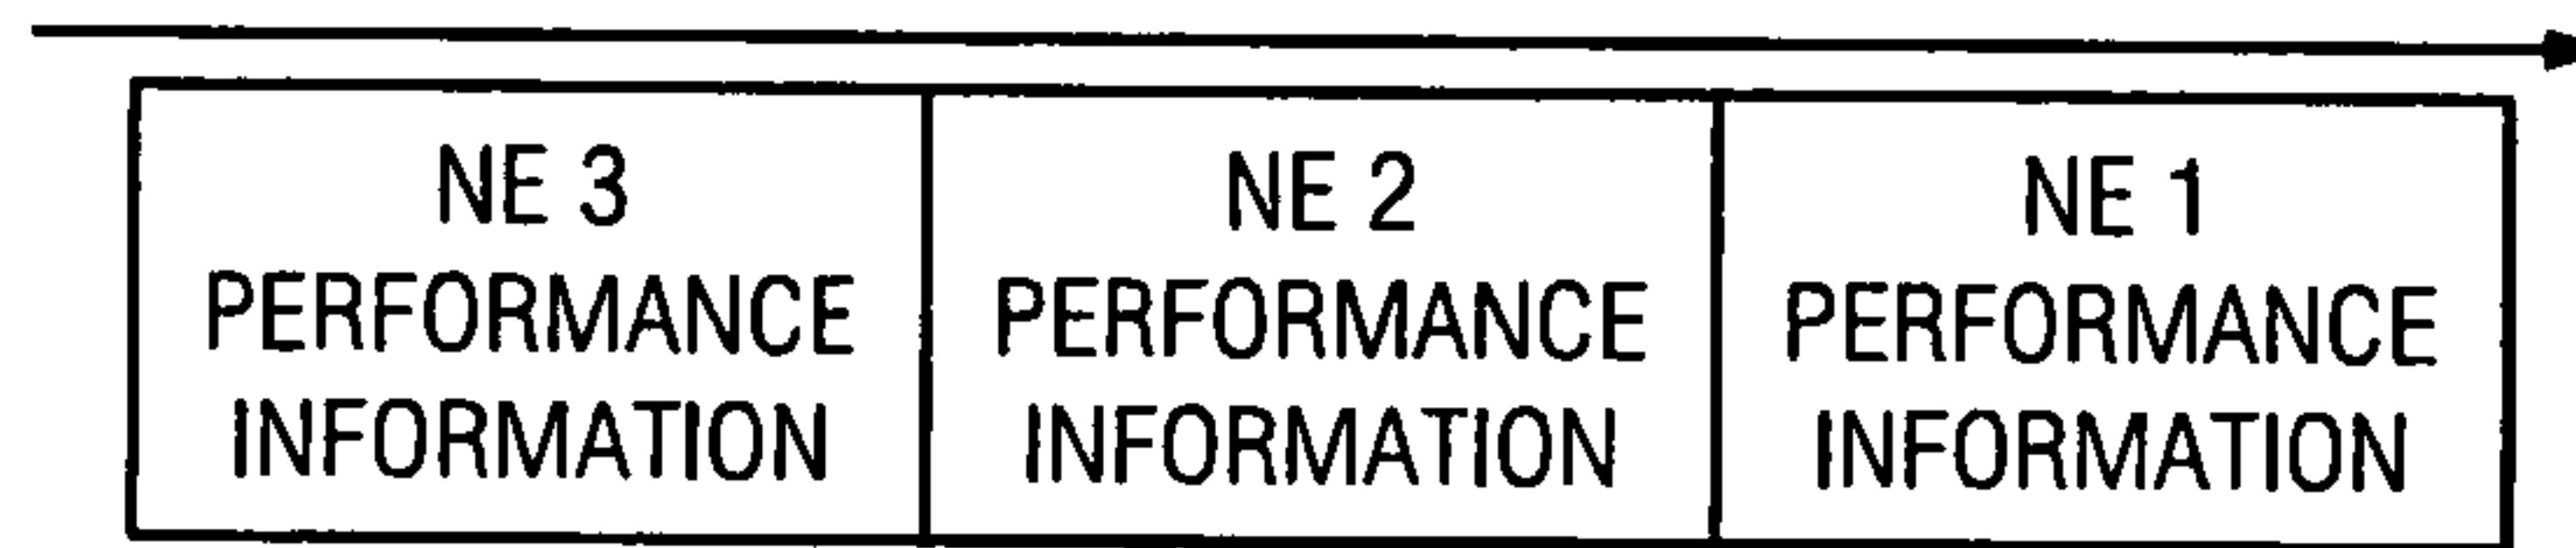 NE 3
PERFORMANCE
INFORMATION
NE 2
PERFORMANCE
INFORMATION
NE 1
PERFORMANCE
INFORMATION